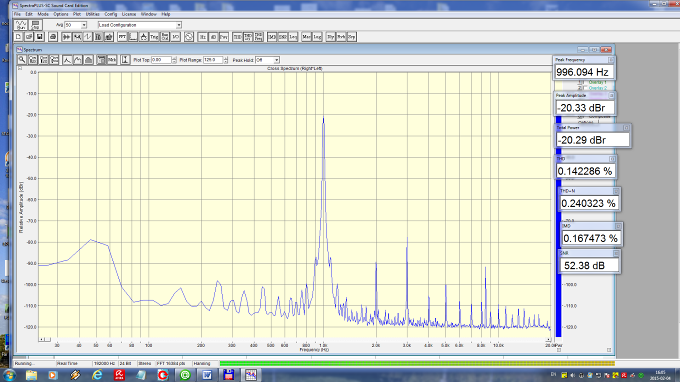 SpectraPLUS-SC Sound Card Edition
File Edit Mode Options Plot Utilities Config License Window Help
Run Avg 50 Load Configuration
Spectrum
Plot Top: 0.00 Plot Range: 125.0 Peak Hold: Off
Cross Spectrum (Right*Left)
0.0
-10.0
-20.0
-30.0
-40.0
-50.0
-60.0
-70.0
-80.0
-90.0
-100.0
-110.0
-120.0
Relative Amplitude (dBr)
30 40 50 60 70 80 100 200 300 400 500 600 1.0k 2.0k 3.0k 4.0k 5.0k 6.0k 10.0k 20.0k
Frequency (Hz)
Peak Frequency
996.094 Hz
Peak Amplitude
-20.33 dBr
Total Power
-20.29 dBr
THD
0.142286 %
THD+N
0.240323 %
IMD
0.167473 %
SNR
52.38 dB
Running... Real Time 192000 Hz 24 Bit Stereo FFT 16384 pts Hanning
EN 16:05
2015-02-04